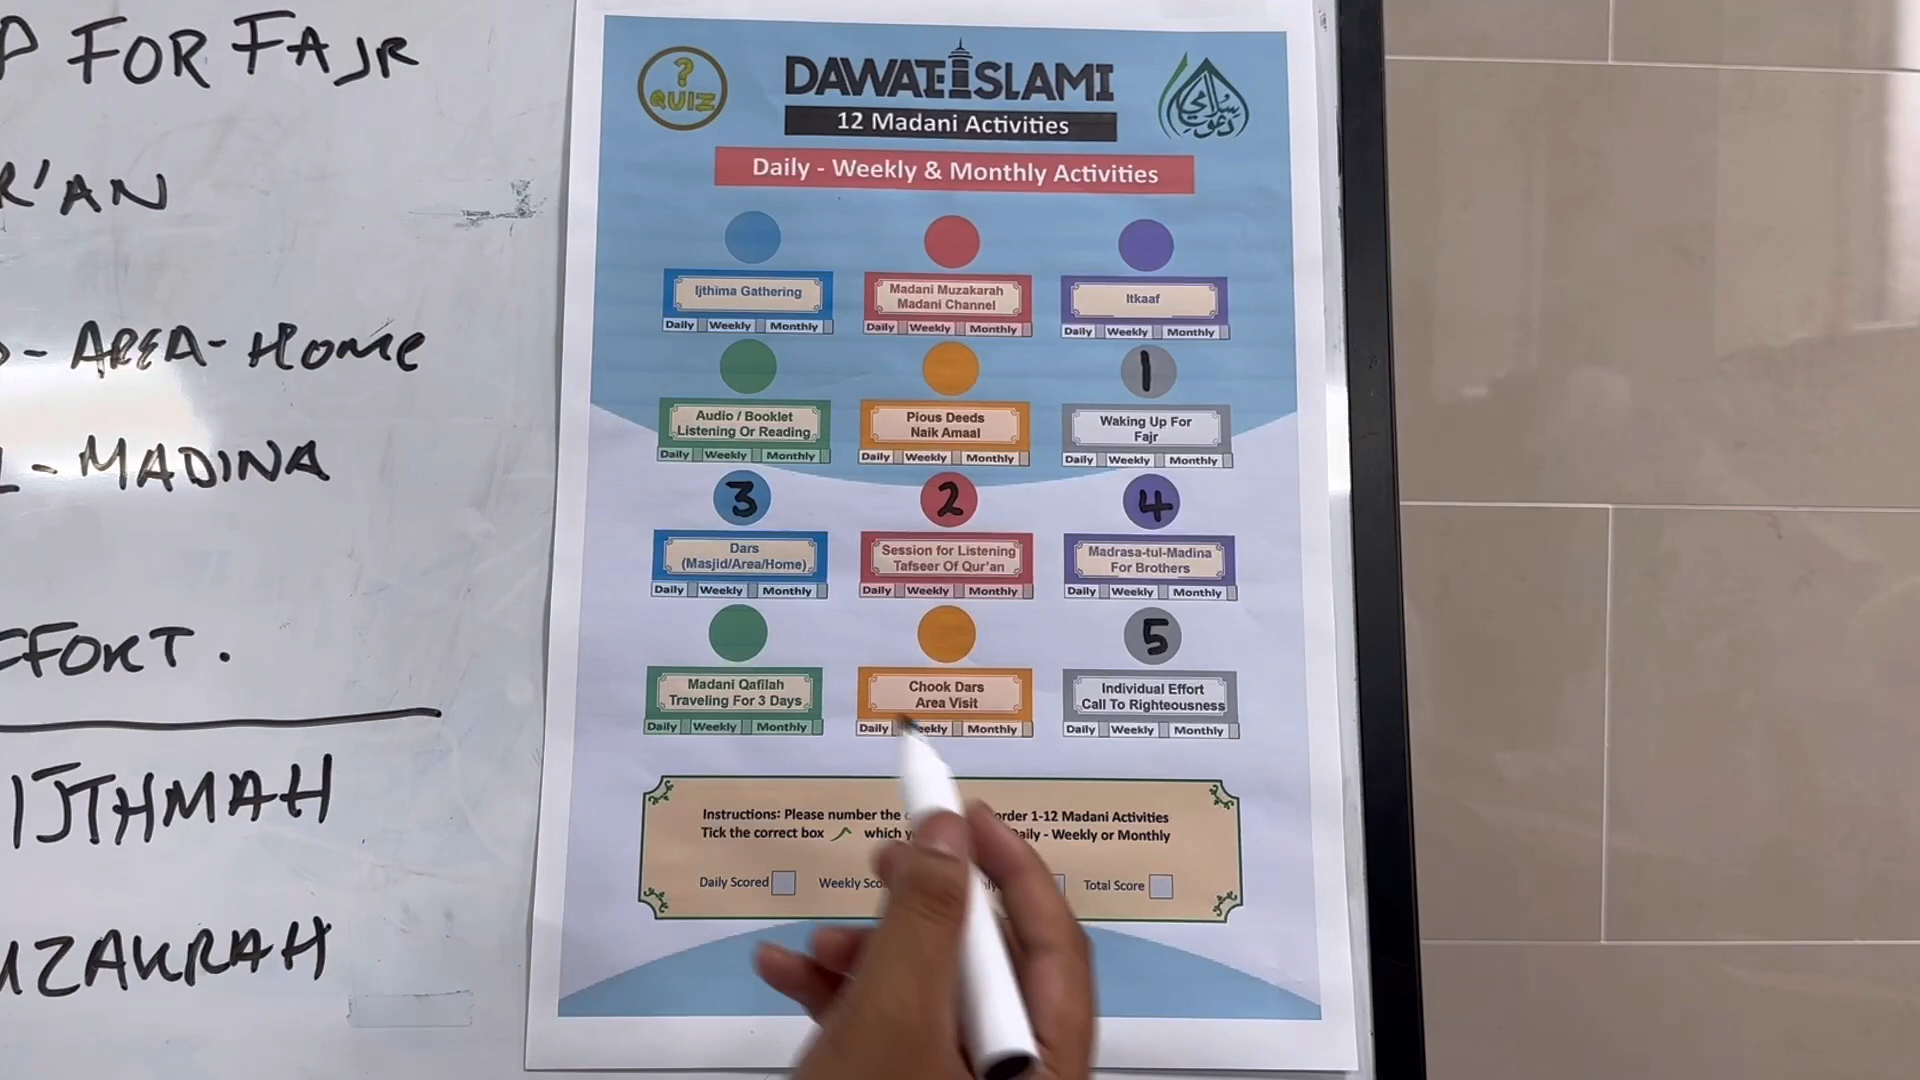 FOR FAJR
R'AN
- AREA - HOME
L - MADINA
FFORT.
IJTHMAH
UZAKRAH
? QUIZ
DAWAT-E-ISLAMI
دعوتِ اسلامی
12 Madani Activities
Daily - Weekly & Monthly Activities
Ijthima Gathering
Daily Weekly Monthly
Madani Muzakarah
Madani Channel
Daily Weekly Monthly
Itkaaf
Daily Weekly Monthly
Audio / Booklet
Listening Or Reading
Daily Weekly Monthly
Pious Deeds
Naik Amaal
Daily Weekly Monthly
1
Waking Up For
Fajr
Daily Weekly Monthly
3
Dars
(Masjid/Area/Home)
Daily Weekly Monthly
2
Session for Listening
Tafseer Of Qur'an
Daily Weekly Monthly
4
Madrasa-tul-Madina
For Brothers
Daily Weekly Monthly
Madani Qafilah
Traveling For 3 Days
Daily Weekly Monthly
Chook Dars
Area Visit
Daily eekly Monthly
5
Individual Effort
Call To Righteousness
Daily Weekly Monthly
Instructions: Please number the order 1-12 Madani Activities
Tick the correct box which Daily - Weekly or Monthly
Daily Scored Weekly Sco Total Score